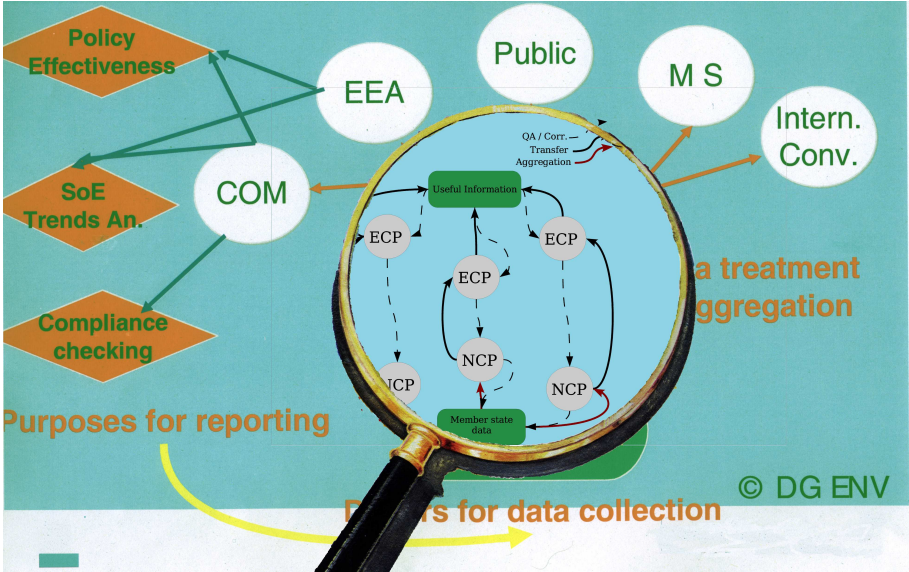 Policy
Effectiveness
EEA
Public
M S
Intern.
Conv.
SoE
Trends An.
COM
Compliance
checking
QA / Corr.
Transfer
Aggregation
Useful Information
ECP
ECP
ECP
NCP
NCP
Member state
data
treatment
Purposes for reporting
for data collection
© DG ENV